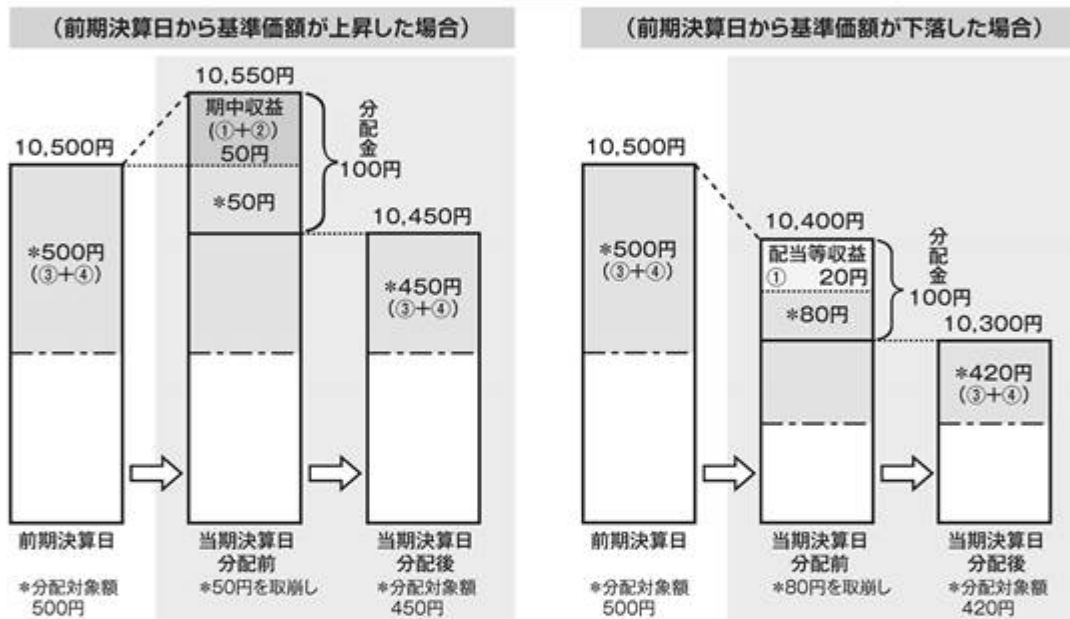 (前期決算日から基準価額が上昇した場合)
10,550円
期中収益
(①+②)
50円
*50円
分配金
100円
10,500円
*500円
(③+④)
10,450円
*450円
(③+④)
前期決算日
当期決算日
分配前
当期決算日
分配後
*分配対象額
500円
*50円を取崩し
*分配対象額
450円
(前期決算日から基準価額が下落した場合)
10,500円
*500円
(③+④)
10,400円
配当等収益
① 20円
*80円
分配金
100円
10,300円
*420円
(③+④)
前期決算日
当期決算日
分配前
当期決算日
分配後
*分配対象額
500円
*80円を取崩し
*分配対象額
420円